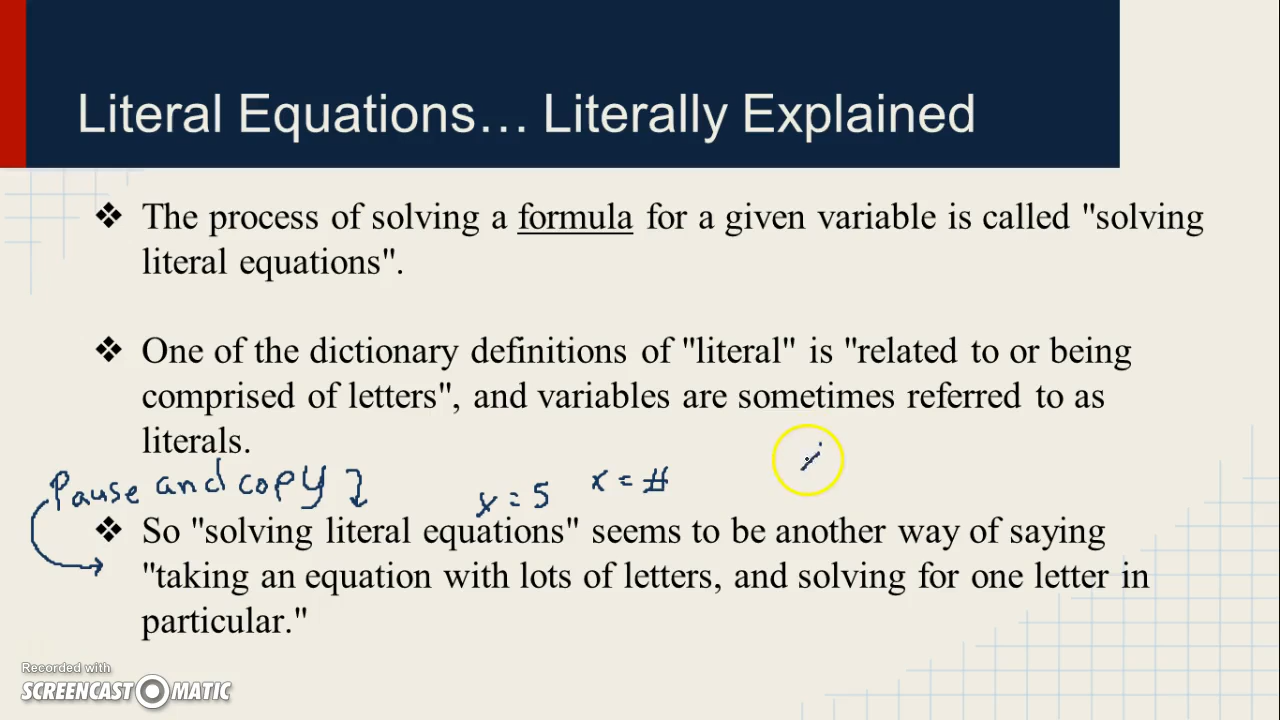 Literal Equations… Literally Explained
❖ The process of solving a formula for a given variable is called "solving
literal equations".
❖ One of the dictionary definitions of "literal" is "related to or being
comprised of letters", and variables are sometimes referred to as
literals.
Pause and copy
x = 5
x = #
❖ So "solving literal equations" seems to be another way of saying
"taking an equation with lots of letters, and solving for one letter in
particular."
Recorded with
SCREENCAST MATIC